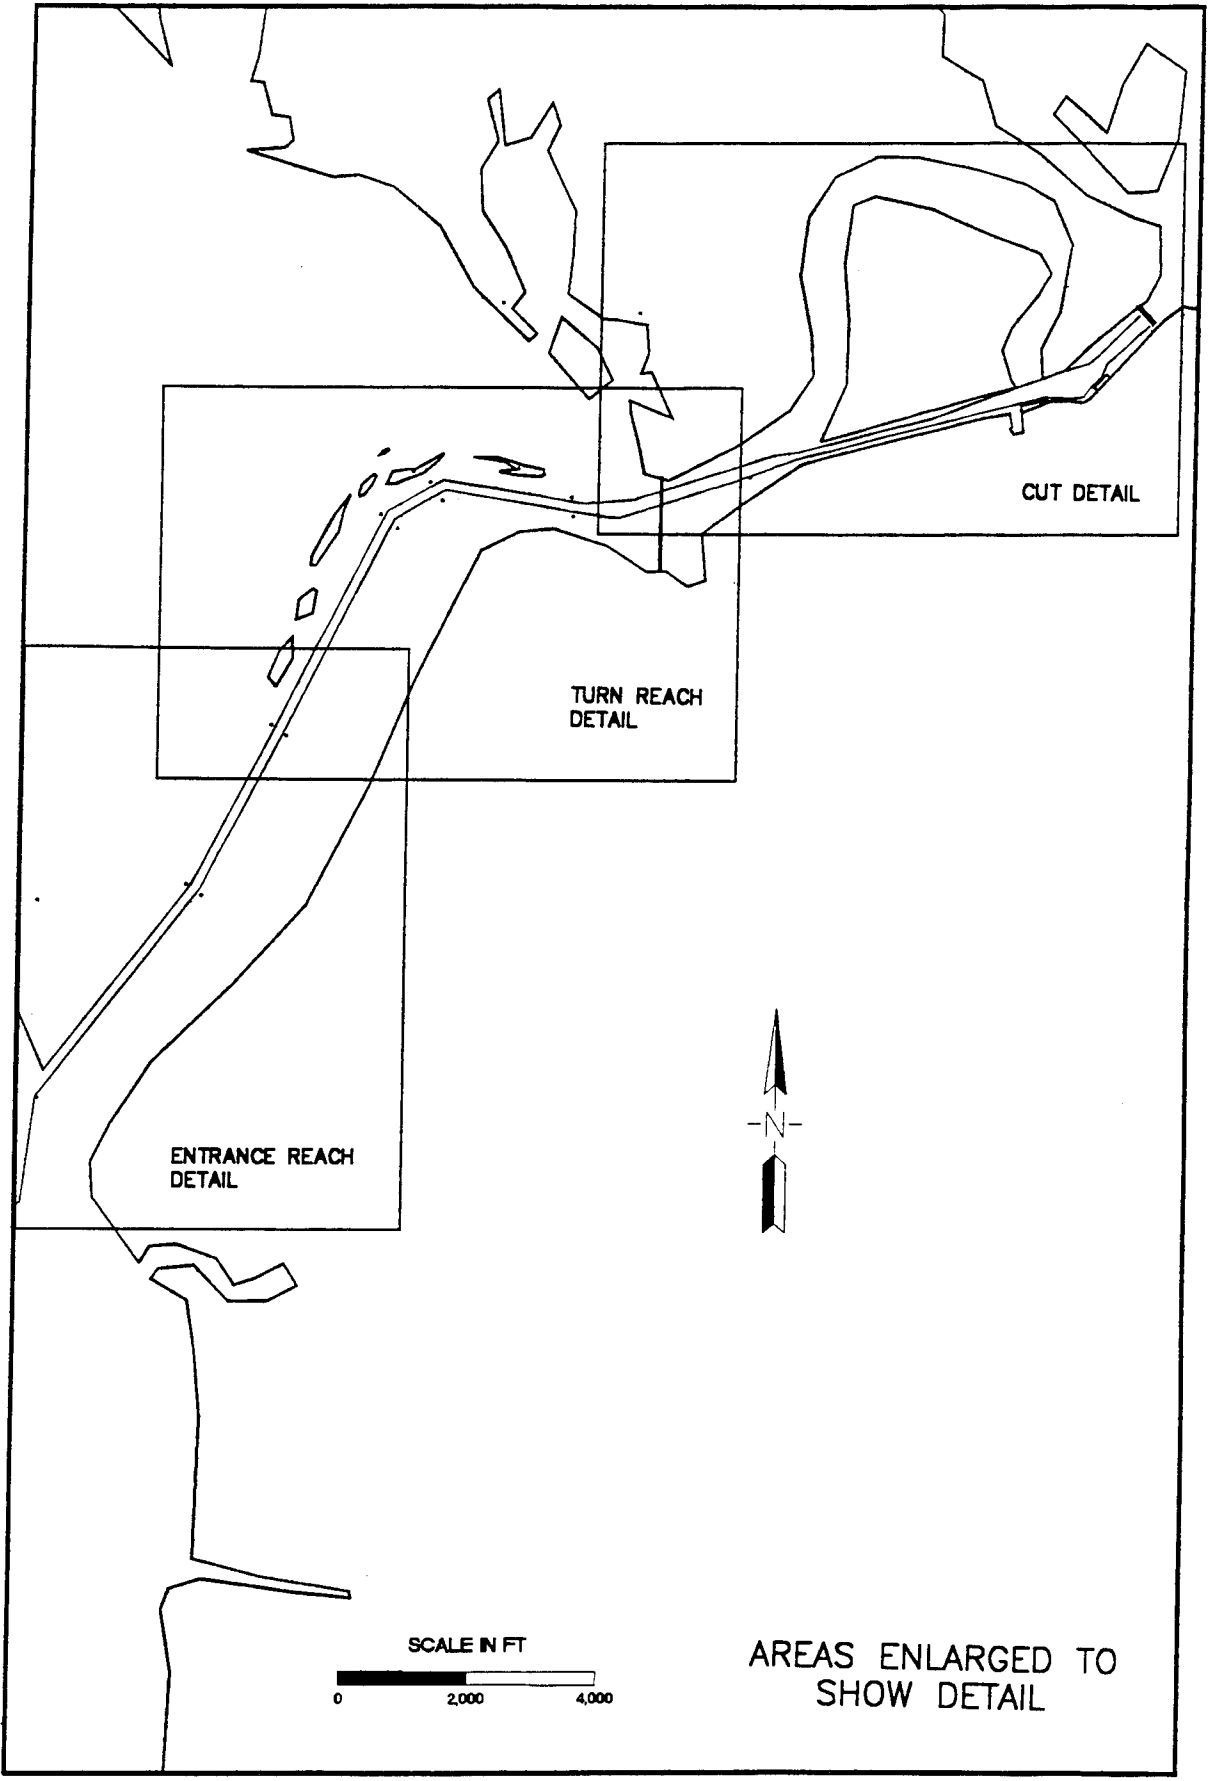 CUT DETAIL
TURN REACH
DETAIL
N
ENTRANCE REACH
DETAIL
SCALE IN FT
0 2,000 4,000
AREAS ENLARGED TO
SHOW DETAIL